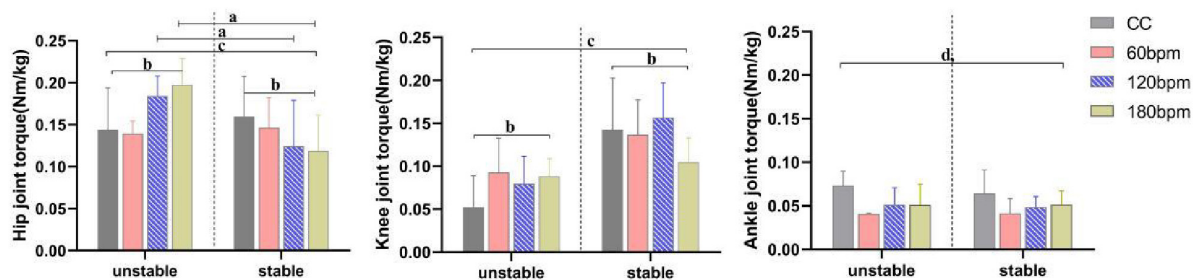 Hip joint torque(Nm/kg)
0.25
0.20
0.15
0.10
0.05
0.00
a
a
c
b
b
unstable
stable
Knee joint torque(Nm/kg)
0.25
0.20
0.15
0.10
0.05
0.00
c
b
b
unstable
stable
Ankle joint torque(Nm/kg)
0.25
0.20
0.15
0.10
0.05
0.00
d
unstable
stable
CC
60bpm
120bpm
180bpm